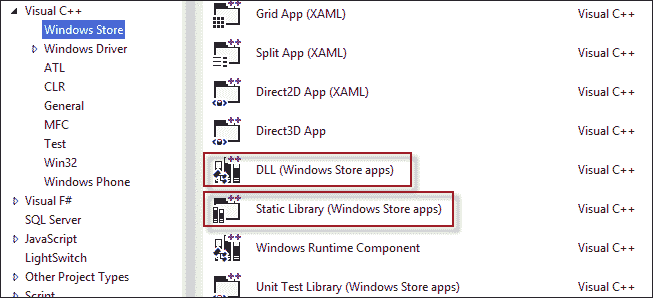 Visual C++
Windows Store
Windows Driver
ATL
CLR
General
MFC
Test
Win32
Windows Phone
Visual F#
SQL Server
JavaScript
LightSwitch
Other Project Types
Script
Grid App (XAML) Visual C++
Split App (XAML) Visual C++
Direct2D App (XAML) Visual C++
Direct3D App Visual C++
DLL (Windows Store apps) Visual C++
Static Library (Windows Store apps) Visual C++
Windows Runtime Component Visual C++
Unit Test Library (Windows Store apps) Visual C++